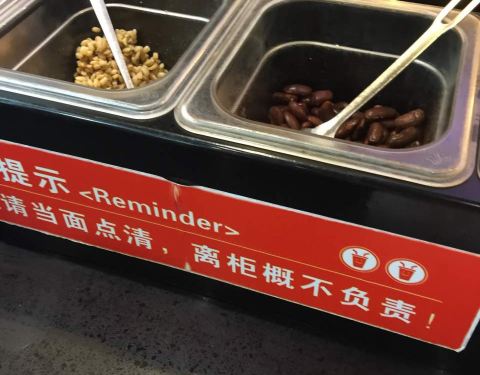 提示 <Reminder>
请当面点清，离柜概不负责！